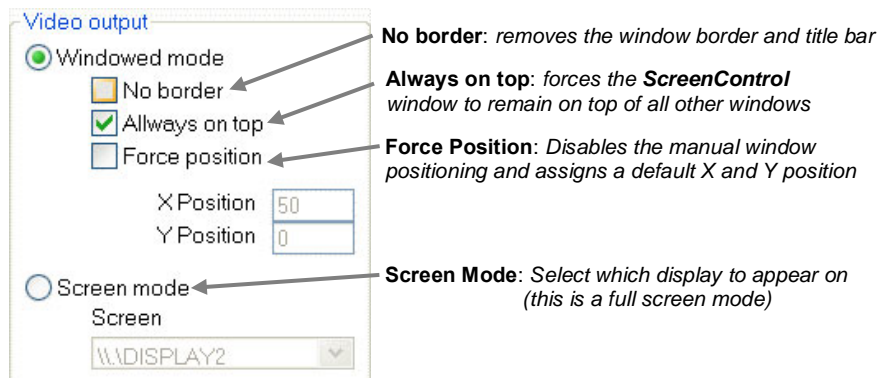 Video output
Windowed mode
No border
Allways on top
Force position
X Position 50
Y Position 0
Screen mode
Screen
\\.\DISPLAY2
No border: removes the window border and title bar
Always on top: forces the ScreenControl
window to remain on top of all other windows
Force Position: Disables the manual window
positioning and assigns a default X and Y position
Screen Mode: Select which display to appear on
(this is a full screen mode)